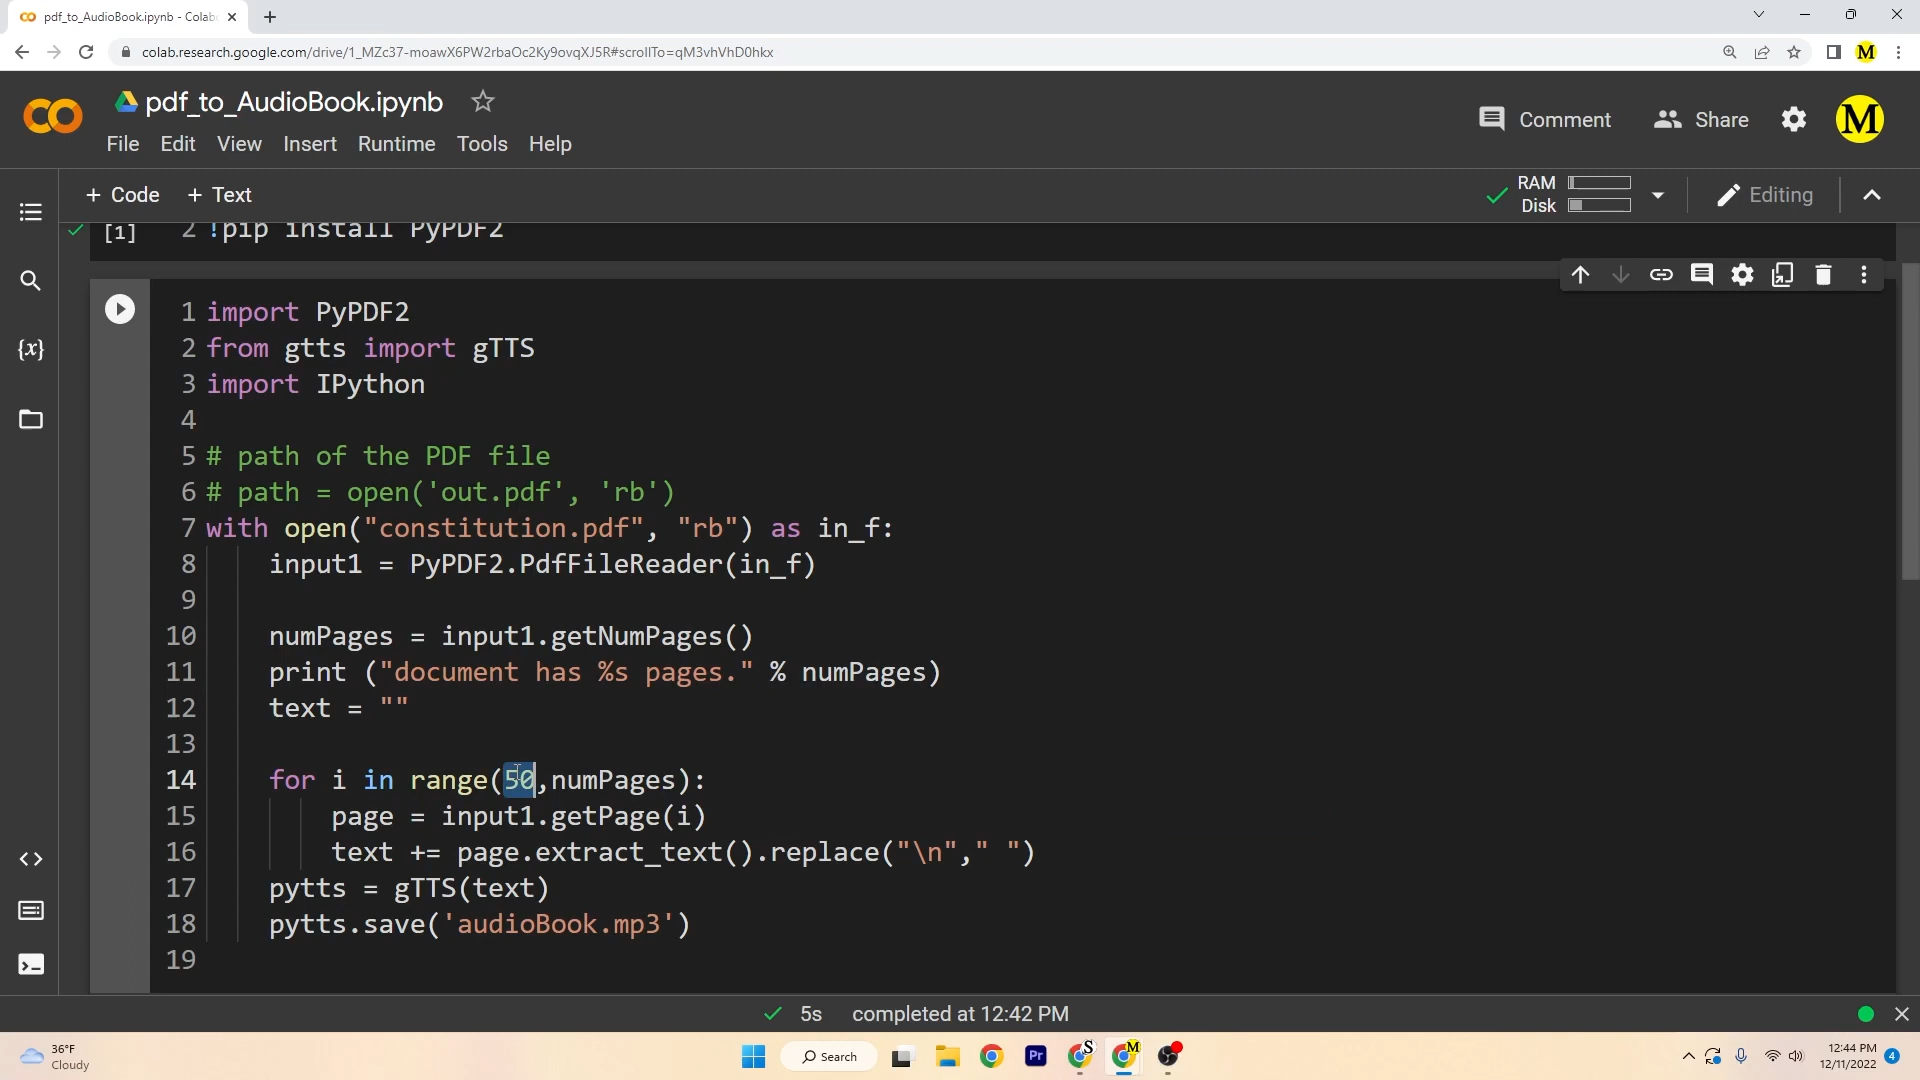 pdf_to_AudioBook.ipynb - Colab
colab.research.google.com/drive/1_MZc37-moawX6PW2rbaOc2Ky9ovqXJ5R#scrollTo=qM3vhVhD0hkx
M
pdf_to_AudioBook.ipynb
Comment
Share
M
File Edit View Insert Runtime Tools Help
+ Code + Text
RAM
Disk
Editing
[1] 2 !pip install PyPDF2
{x}
1 import PyPDF2
2 from gtts import gTTS
3 import IPython
4
5 # path of the PDF file
6 # path = open('out.pdf', 'rb')
7 with open("constitution.pdf", "rb") as in_f:
8 input1 = PyPDF2.PdfFileReader(in_f)
9
10 numPages = input1.getNumPages()
11 print ("document has %s pages." % numPages)
12 text = ""
13
14 for i in range(50,numPages):
15 page = input1.getPage(i)
16 text += page.extract_text().replace("\n"," ")
17 pytts = gTTS(text)
18 pytts.save('audioBook.mp3')
19
5s completed at 12:42 PM
36°F
Cloudy
Search
Pr
S
M
12:44 PM
12/11/2022
4